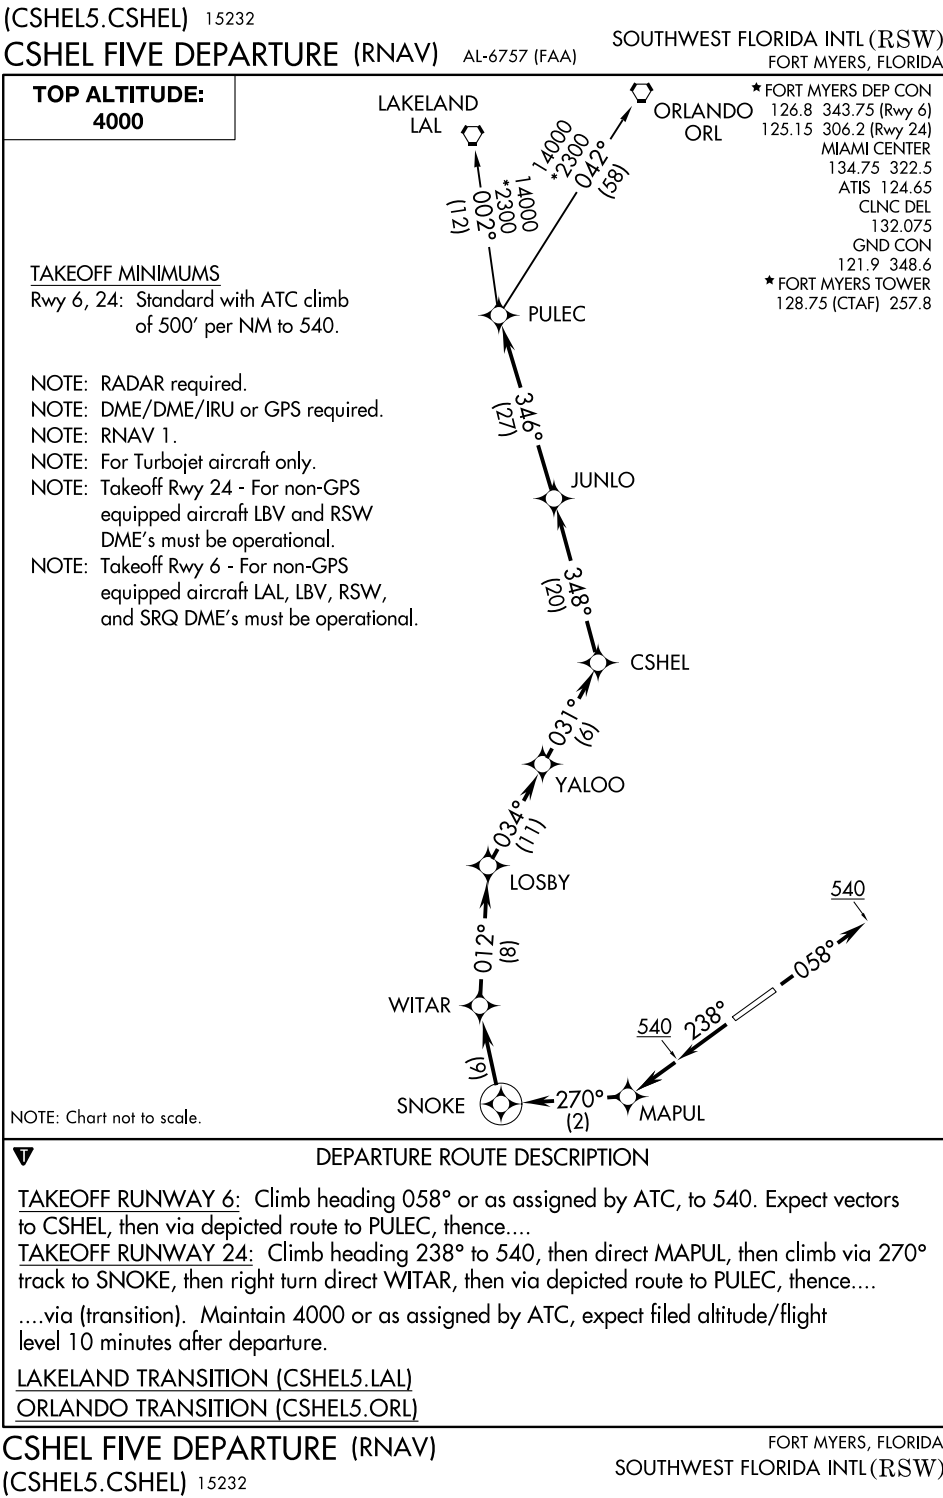 (CSHEL5.CSHEL) 15232
CSHEL FIVE DEPARTURE (RNAV)
AL-6757 (FAA)
SOUTHWEST FLORIDA INTL (RSW)
FORT MYERS, FLORIDA
TOP ALTITUDE:
4000
★ FORT MYERS DEP CON
126.8 343.75 (Rwy 6)
125.15 306.2 (Rwy 24)
MIAMI CENTER
134.75 322.5
ATIS 124.65
CLNC DEL
132.075
GND CON
121.9 348.6
★ FORT MYERS TOWER
128.75 (CTAF) 257.8
LAKELAND
LAL
ORLANDO
ORL
14000
*2300
002°
(12)
14000
*2300
042°
(58)
TAKEOFF MINIMUMS
Rwy 6, 24: Standard with ATC climb
of 500' per NM to 540.
NOTE: RADAR required.
NOTE: DME/DME/IRU or GPS required.
NOTE: RNAV 1.
NOTE: For Turbojet aircraft only.
NOTE: Takeoff Rwy 24 - For non-GPS
equipped aircraft LBV and RSW
DME's must be operational.
NOTE: Takeoff Rwy 6 - For non-GPS
equipped aircraft LAL, LBV, RSW,
and SRQ DME's must be operational.
PULEC
346°
(27)
JUNLO
348°
(20)
CSHEL
031°
(6)
YALOO
034°
(11)
LOSBY
012°
(8)
WITAR
(6)
SNOKE
270°
(2)
MAPUL
540
238°
058°
540
NOTE: Chart not to scale.
T
DEPARTURE ROUTE DESCRIPTION
TAKEOFF RUNWAY 6: Climb heading 058° or as assigned by ATC, to 540. Expect vectors
to CSHEL, then via depicted route to PULEC, thence....
TAKEOFF RUNWAY 24: Climb heading 238° to 540, then direct MAPUL, then climb via 270°
track to SNOKE, then right turn direct WITAR, then via depicted route to PULEC, thence....
....via (transition). Maintain 4000 or as assigned by ATC, expect filed altitude/flight
level 10 minutes after departure.
LAKELAND TRANSITION (CSHEL5.LAL)
ORLANDO TRANSITION (CSHEL5.ORL)
CSHEL FIVE DEPARTURE (RNAV)
(CSHEL5.CSHEL) 15232
FORT MYERS, FLORIDA
SOUTHWEST FLORIDA INTL (RSW)